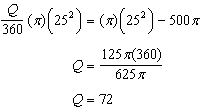 Q/360 (π)(25²) = (π)(25²) − 500π
Q = 125π(360)/625π
Q = 72